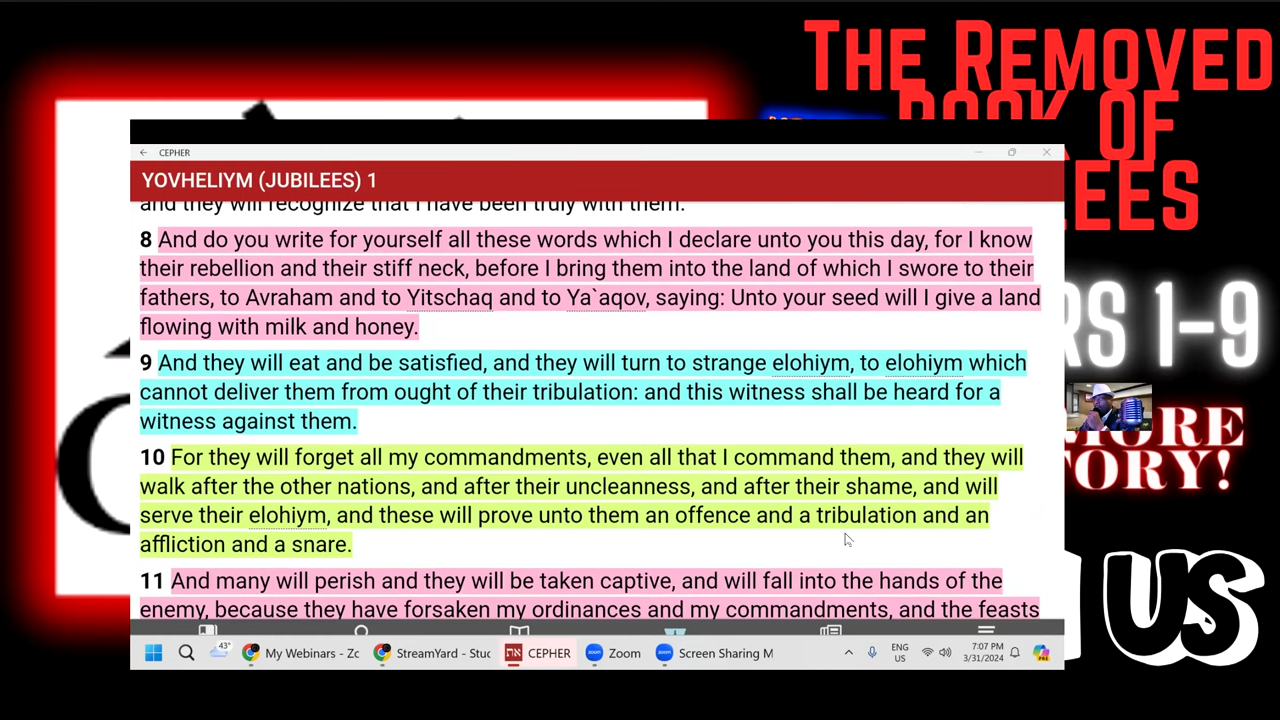 THE REMOVED
BOOK OF
EES
RS 1-9
MORE
ORY!
US
CEPHER
YOVHELIYM (JUBILEES) 1
and they will recognize that I have been truly with them.
8 And do you write for yourself all these words which I declare unto you this day, for I know
their rebellion and their stiff neck, before I bring them into the land of which I swore to their
fathers, to Avraham and to Yitschaq and to Ya`aqov, saying: Unto your seed will I give a land
flowing with milk and honey.
9 And they will eat and be satisfied, and they will turn to strange elohiym, to elohiym which
cannot deliver them from ought of their tribulation: and this witness shall be heard for a
witness against them.
10 For they will forget all my commandments, even all that I command them, and they will
walk after the other nations, and after their uncleanness, and after their shame, and will
serve their elohiym, and these will prove unto them an offence and a tribulation and an
affliction and a snare.
11 And many will perish and they will be taken captive, and will fall into the hands of the
enemy, because they have forsaken my ordinances and my commandments, and the feasts
43°
My Webinars - Zc
StreamYard - Stuc
את
CEPHER
zoom
Zoom
zoom
Screen Sharing M
ENG
US
7:07 PM
3/31/2024
PRE